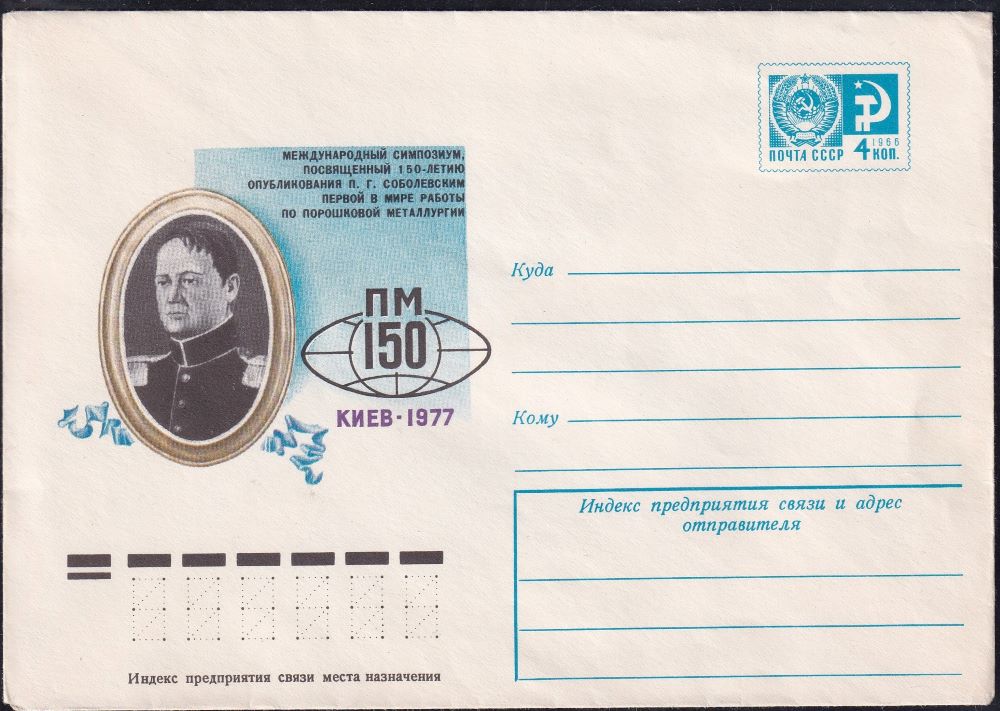 МЕЖДУНАРОДНЫЙ СИМПОЗИУМ,
ПОСВЯЩЕННЫЙ 150-ЛЕТИЮ
ОПУБЛИКОВАНИЯ П. Г. СОБОЛЕВСКИМ
ПЕРВОЙ В МИРЕ РАБОТЫ
ПО ПОРОШКОВОЙ МЕТАЛЛУРГИИ
ПМ
150
КИЕВ-1977
1966
ПОЧТА СССР 4 КОП.
Куда
Кому
Индекс предприятия связи и адрес
отправителя
Индекс предприятия связи места назначения